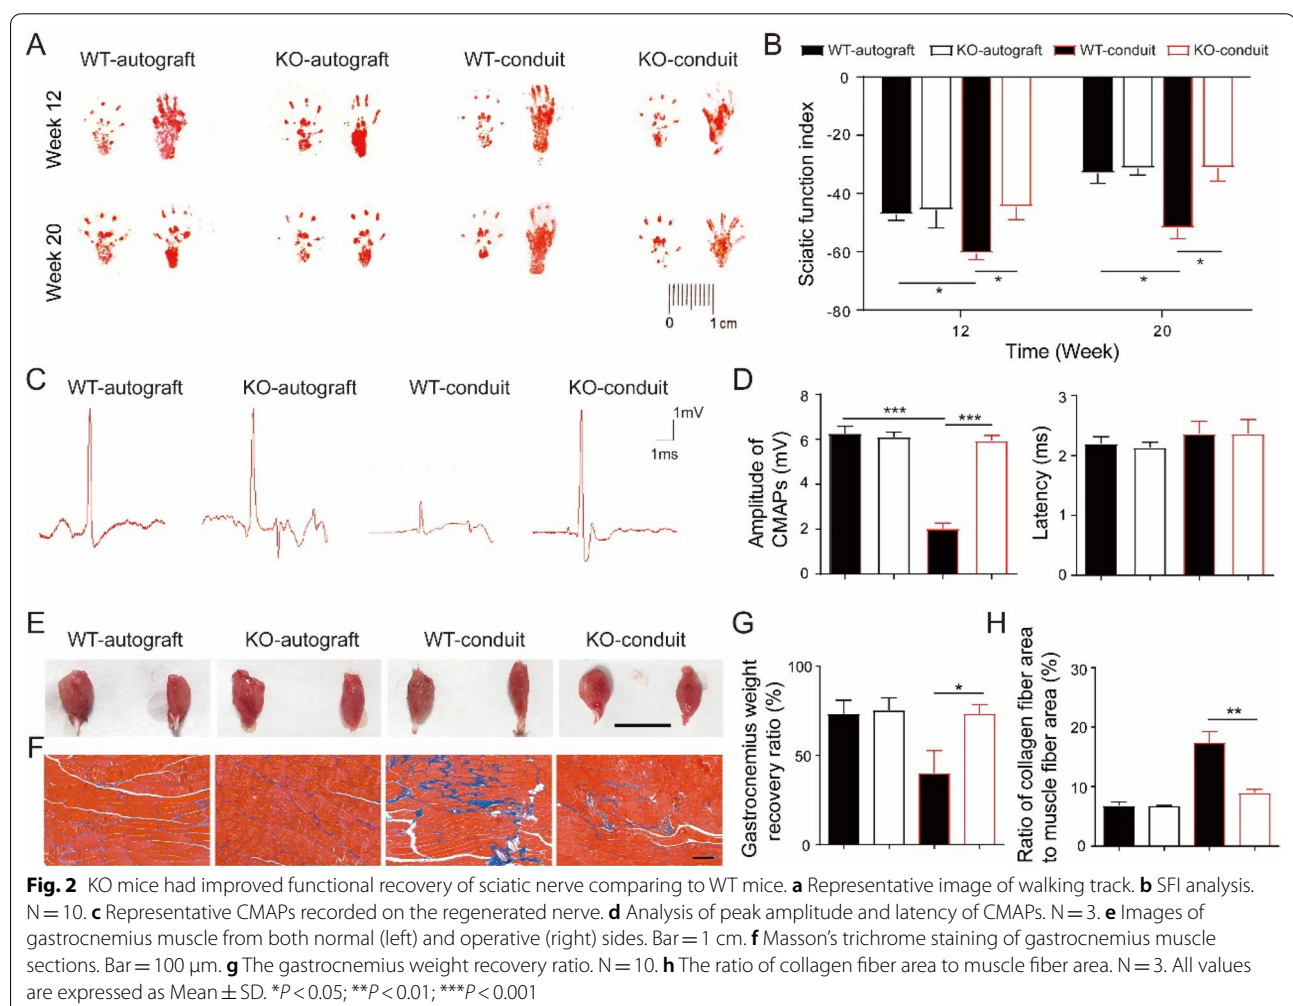 A
WT-autograft KO-autograft WT-conduit KO-conduit
Week 12
Week 20
0 1 cm
B
WT-autograft KO-autograft WT-conduit KO-conduit
Sciatic function index
0
-20
-40
-60
-80
* * * *
12 20
Time (Week)
C
WT-autograft KO-autograft WT-conduit KO-conduit
1mV
1ms
D
Amplitude of
CMAPs (mV)
8
6
4
2
0
*** ***
Latency (ms)
3
2
1
0
E
WT-autograft KO-autograft WT-conduit KO-conduit
F
G
Gastrocnemius weight
recovery ratio (%)
100
50
0
*
H
Ratio of collagen fiber area
to muscle fiber area (%)
30
20
10
0
**
Fig. 2 KO mice had improved functional recovery of sciatic nerve comparing to WT mice. a Representative image of walking track. b SFI analysis.
N = 10. c Representative CMAPs recorded on the regenerated nerve. d Analysis of peak amplitude and latency of CMAPs. N = 3. e Images of
gastrocnemius muscle from both normal (left) and operative (right) sides. Bar = 1 cm. f Masson's trichrome staining of gastrocnemius muscle
sections. Bar = 100 μm. g The gastrocnemius weight recovery ratio. N = 10. h The ratio of collagen fiber area to muscle fiber area. N = 3. All values
are expressed as Mean ± SD. *P < 0.05; **P < 0.01; ***P < 0.001